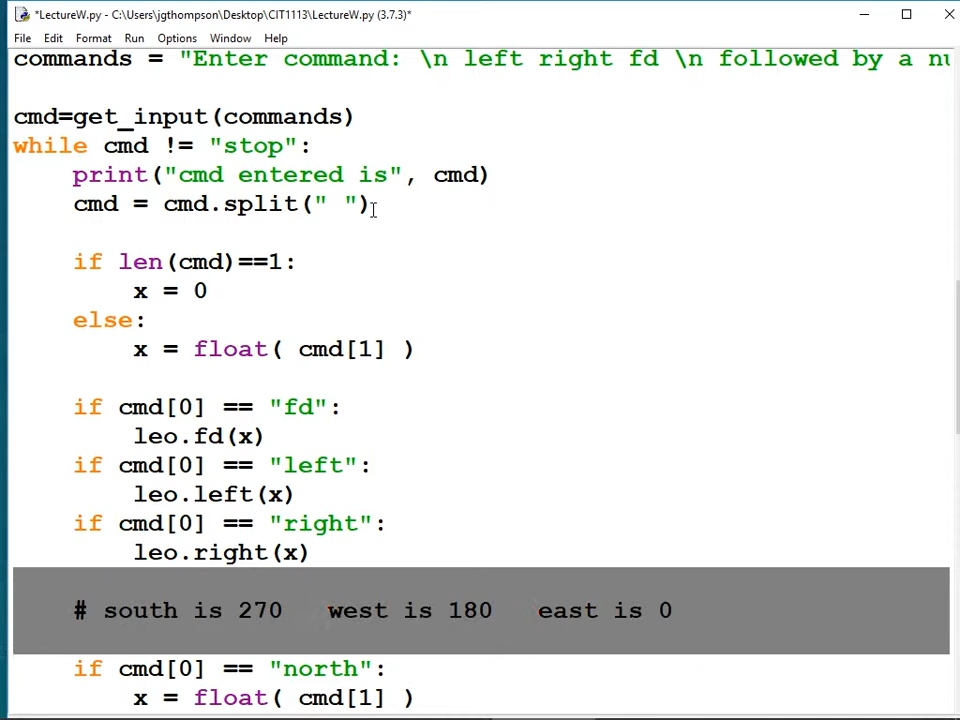 *LectureW.py - C:\Users\jgthompson\Desktop\CIT1113\LectureW.py (3.7.3)*
File Edit Format Run Options Window Help
commands = "Enter command: \n left right fd \n followed by a nu
cmd=get_input(commands)
while cmd != "stop":
    print("cmd entered is", cmd)
    cmd = cmd.split(" ")
    if len(cmd)==1:
        x = 0
    else:
        x = float( cmd[1] )
    if cmd[0] == "fd":
        leo.fd(x)
    if cmd[0] == "left":
        leo.left(x)
    if cmd[0] == "right":
        leo.right(x)
    # south is 270   west is 180   east is 0
    if cmd[0] == "north":
        x = float( cmd[1] )